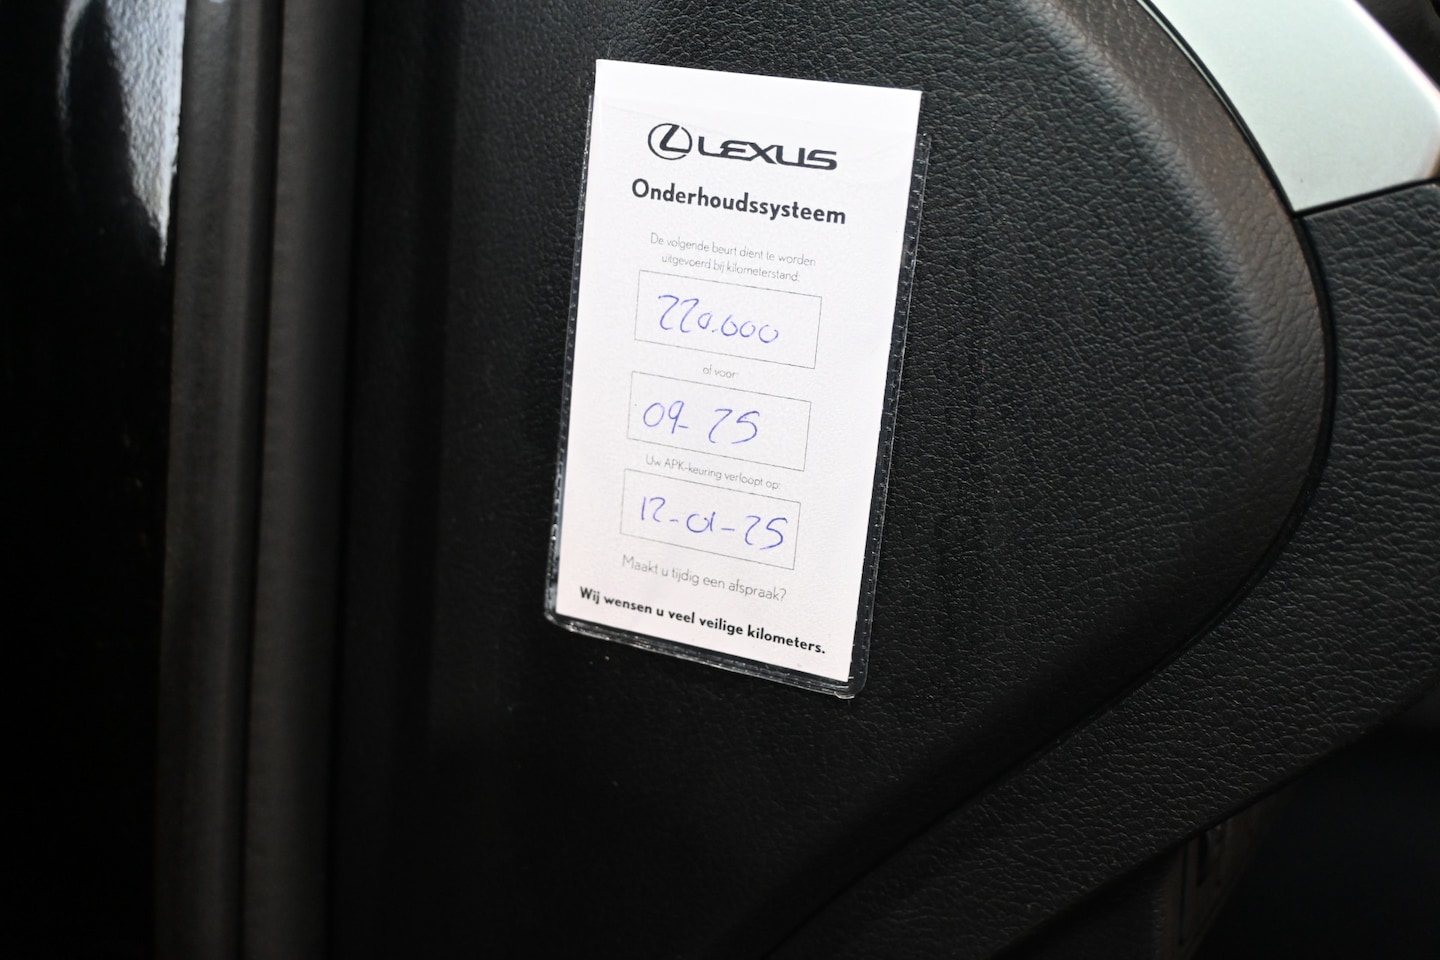 LEXUS
Onderhoudssysteem
De volgende beurt dient te worden
uitgevoerd bij kilometerstand:
220.000
of voor:
09-25
Uw APK-keuring verloopt op:
12-01-25
Maakt u tijdig een afspraak?
Wij wensen u veel veilige kilometers.